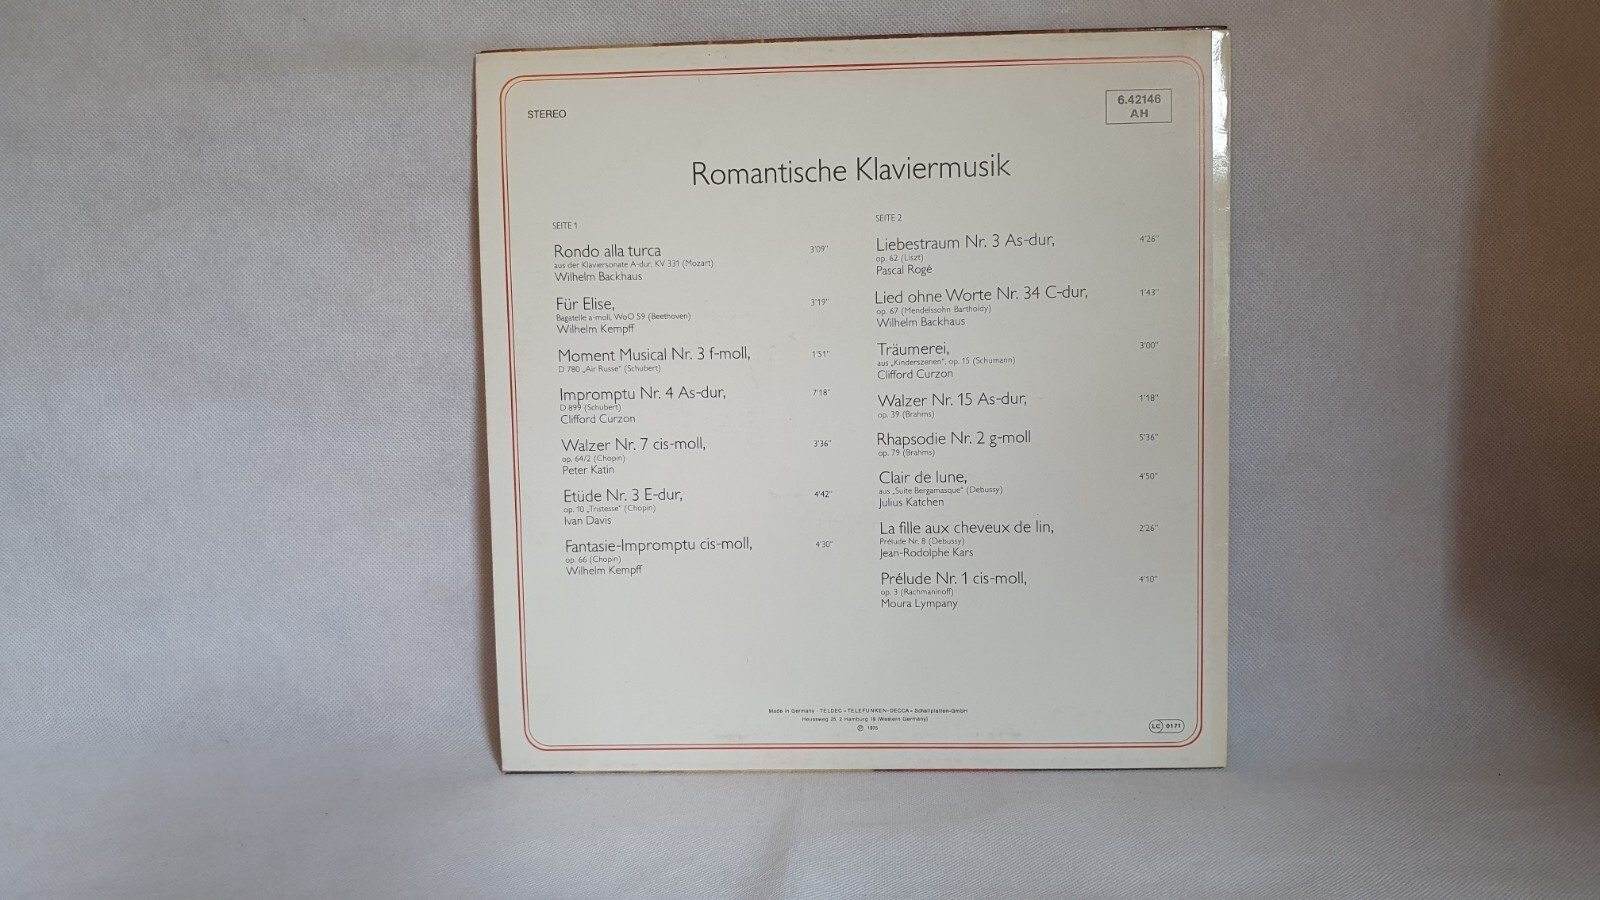 STEREO
6.42146
AH
Romantische Klaviermusik
SEITE 1
Rondo alla turca 3'09"
aus der Klaviersonate A-dur, KV 331 (Mozart)
Wilhelm Backhaus
Für Elise, 3'19"
Bagatelle a-moll, WoO 59 (Beethoven)
Wilhelm Kempff
Moment Musical Nr. 3 f-moll, 1'51"
D 780 „Air Russe" (Schubert)
Impromptu Nr. 4 As-dur, 7'18"
D 899 (Schubert)
Clifford Curzon
Walzer Nr. 7 cis-moll, 3'36"
op. 64/2 (Chopin)
Peter Katin
Etüde Nr. 3 E-dur, 4'42"
op. 10 „Tristesse" (Chopin)
Ivan Davis
Fantasie-Impromptu cis-moll, 4'30"
op. 66 (Chopin)
Wilhelm Kempff
SEITE 2
Liebestraum Nr. 3 As-dur, 4'26"
op. 62 (Liszt)
Pascal Rogé
Lied ohne Worte Nr. 34 C-dur, 1'43"
op. 67 (Mendelssohn Bartholdy)
Wilhelm Backhaus
Träumerei, 3'00"
aus „Kinderszenen", op. 15 (Schumann)
Clifford Curzon
Walzer Nr. 15 As-dur, 1'18"
op. 39 (Brahms)
Rhapsodie Nr. 2 g-moll 5'36"
op. 79 (Brahms)
Clair de lune, 4'50"
aus „Suite Bergamasque" (Debussy)
Julius Katchen
La fille aux cheveux de lin, 2'26"
Prélude Nr. 8 (Debussy)
Jean-Rodolphe Kars
Prélude Nr. 1 cis-moll, 4'10"
op. 3 (Rachmaninoff)
Moura Lympany
Made in Germany · TELDEC »TELEFUNKEN-DECCA« Schallplatten-GmbH
Heussweg 25, 2 Hamburg 19 (Western Germany)
LC 0171